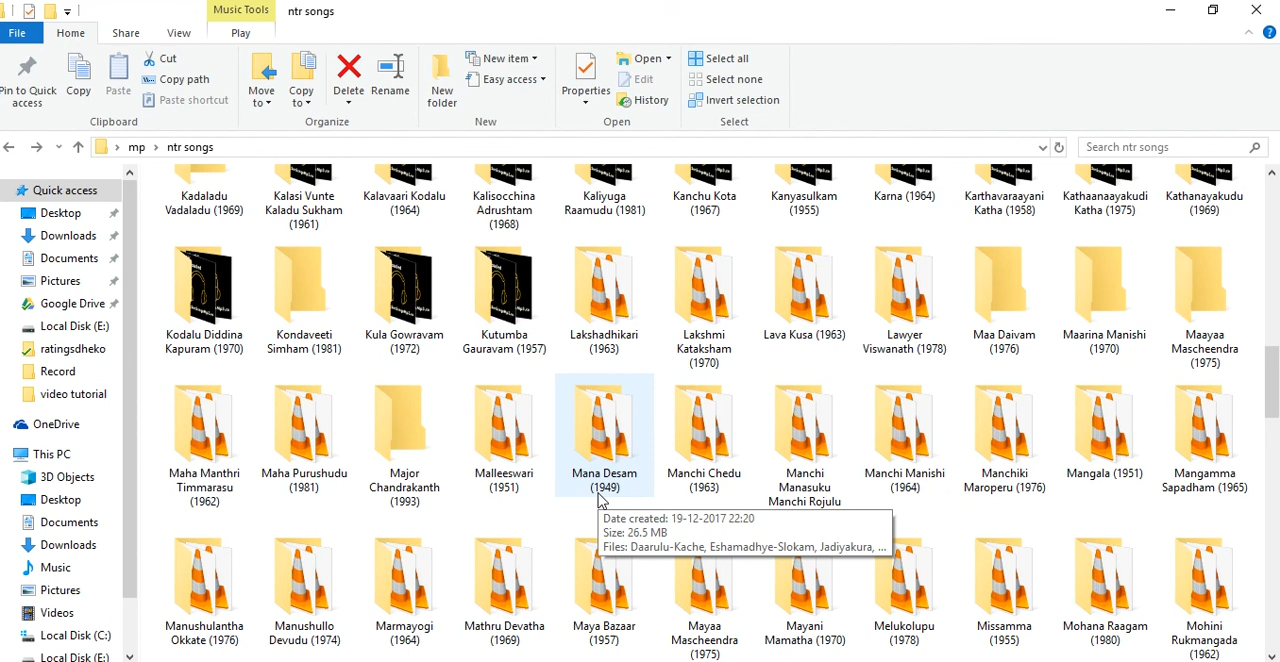 Music Tools
ntr songs
File
Home
Share
View
Play
Pin to Quick
access
Copy
Paste
Cut
Copy path
Paste shortcut
Clipboard
Move
to
Copy
to
Delete
Rename
Organize
New
folder
New item
Easy access
New
Properties
Open
Edit
History
Open
Select all
Select none
Invert selection
Select
mp > ntr songs
Search ntr songs
Quick access
Desktop
Downloads
Documents
Pictures
Google Drive
Local Disk (E:)
ratingsdheko
Record
video tutorial
OneDrive
This PC
3D Objects
Desktop
Documents
Downloads
Music
Pictures
Videos
Local Disk (C:)
Local Disk (E:)
Kadaladu
Vadaladu (1969)
Kalasi Vunte
Kaladu Sukham
(1961)
Kalavaari Kodalu
(1964)
Kalisocchina
Adrushtam
(1968)
Kaliyuga
Raamudu (1981)
Kanchu Kota
(1967)
Kanyasulkam
(1955)
Karna (1964)
Karthavaraayani
Katha (1958)
Kathaanaayakudi
Katha (1975)
Kathanayakudu
(1969)
Kodalu Diddina
Kapuram (1970)
Kondaveeti
Simham (1981)
Kula Gowravam
(1972)
Kutumba
Gauravam (1957)
Lakshadhikari
(1963)
Lakshmi
Kataksham
(1970)
Lava Kusa (1963)
Lawyer
Viswanath (1978)
Maa Daivam
(1976)
Maarina Manishi
(1970)
Maayaa
Mascheendra
(1975)
Maha Manthri
Timmarasu
(1962)
Maha Purushudu
(1981)
Major
Chandrakanth
(1993)
Malleeswari
(1951)
Mana Desam
(1949)
Manchi Chedu
(1963)
Manchi
Manasuku
Manchi Rojulu
Manchi Manishi
(1964)
Manchiki
Maroperu (1976)
Mangala (1951)
Mangamma
Sapadham (1965)
Date created: 19-12-2017 22:20
Size: 26.5 MB
Files: Daarulu-Kache, Eshamadhye-Slokam, Jadiyakura, ...
Manushulantha
Okkate (1976)
Manushullo
Devudu (1974)
Marmayogi
(1964)
Mathru Devatha
(1969)
Maya Bazaar
(1957)
Mayaa
Mascheendra
(1975)
Mayani
Mamatha (1970)
Melukolupu
(1978)
Missamma
(1955)
Mohana Raagam
(1980)
Mohini
Rukmangada
(1962)